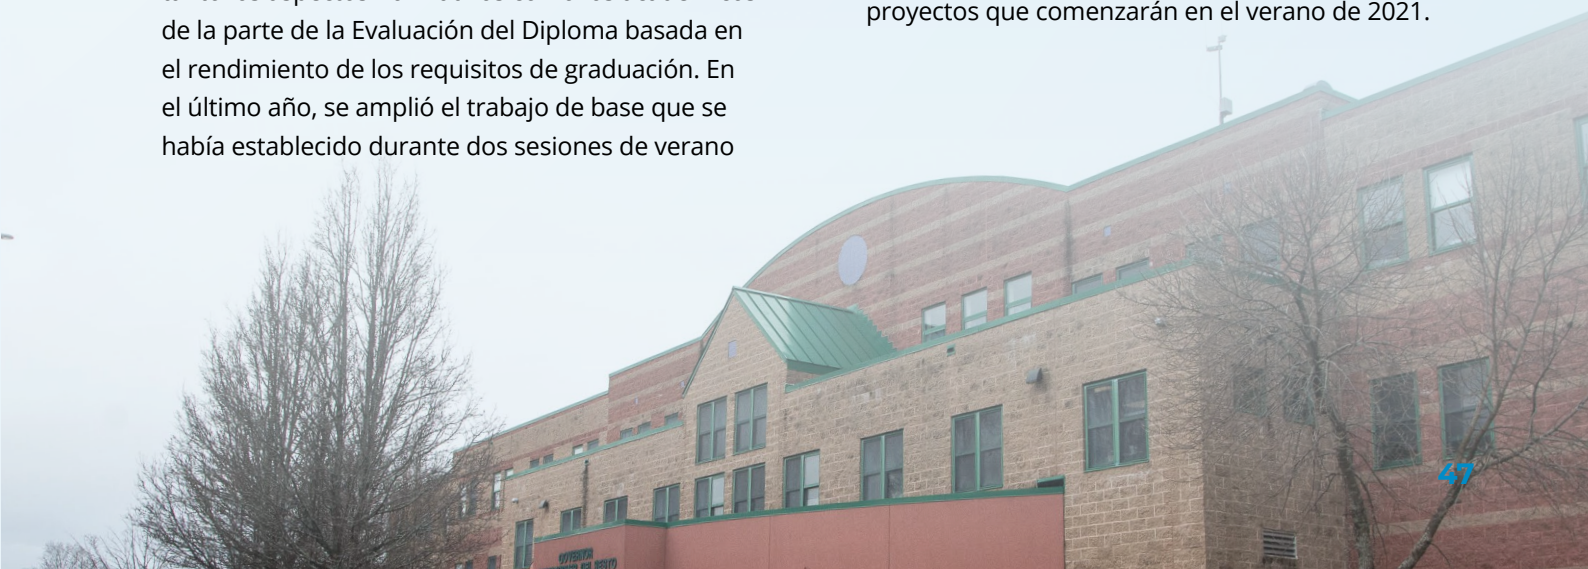 de la parte de la Evaluación del Diploma basada en
el rendimiento de los requisitos de graduación. En
el último año, se amplió el trabajo de base que se
había establecido durante dos sesiones de verano
proyectos que comenzarán en el verano de 2021.
47
GOVERNOR